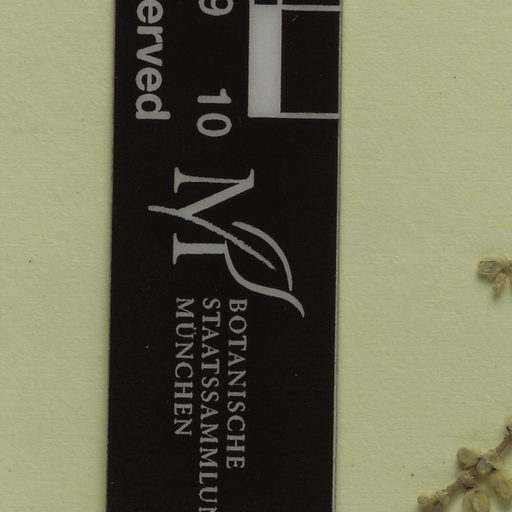 erved
9 10
BOTANISCHE
STAATSSAMMLUN
MÜNCHEN